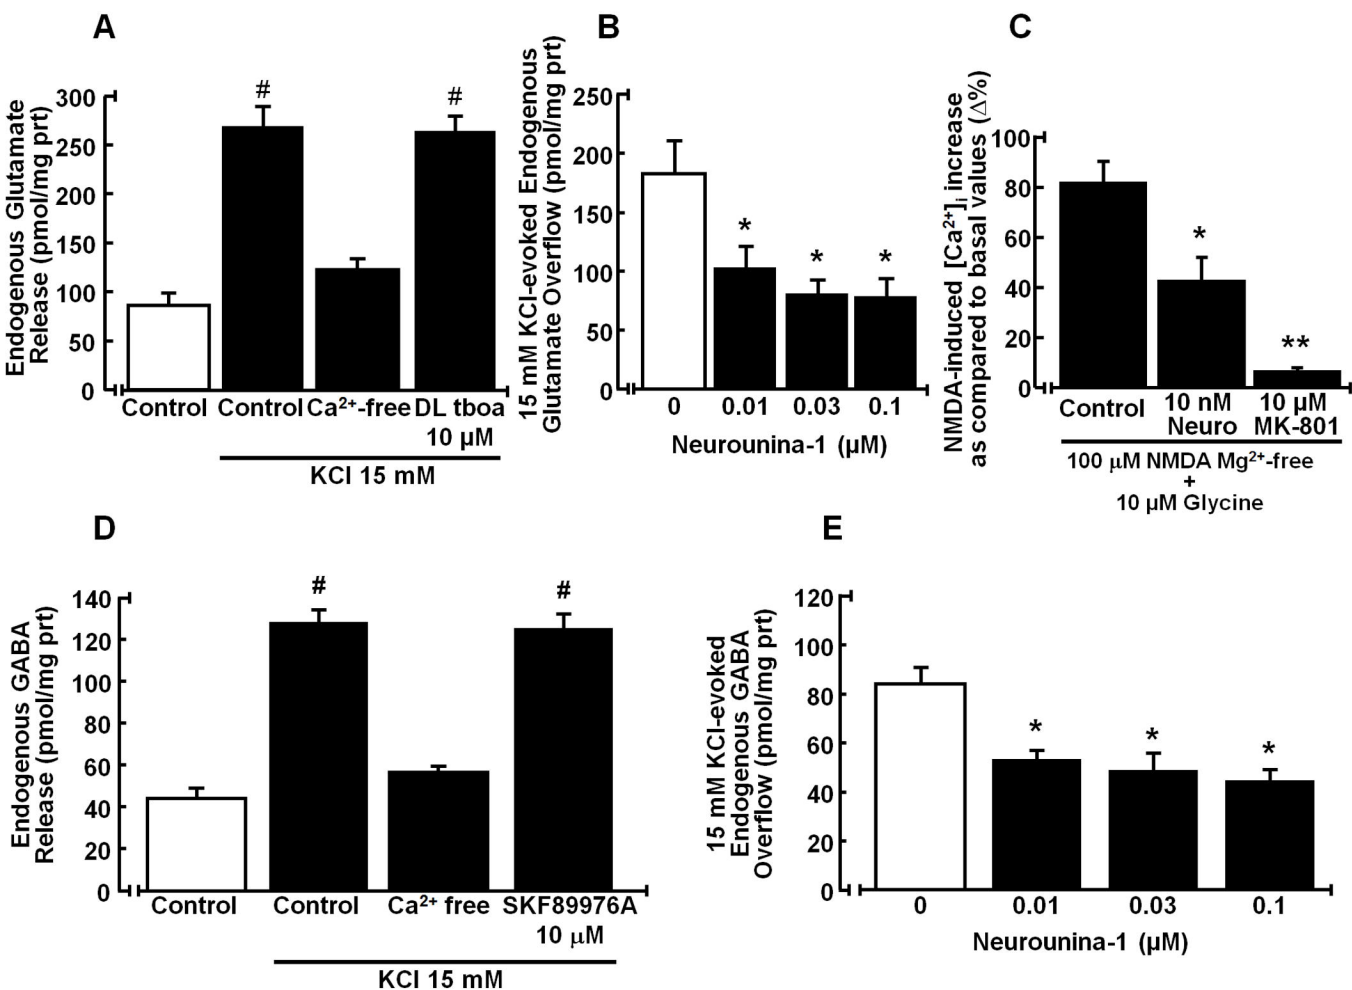 A
Endogenous Glutamate
Release (pmol/mg prt)
300
250
200
150
100
50
0
#
#
Control
Control
Ca²⁺-free
DL tboa
10 µM
KCl 15 mM
B
15 mM KCl-evoked Endogenous
Glutamate Overflow (pmol/mg prt)
250
200
150
100
50
0
*
*
*
0
0.01
0.03
0.1
Neurounina-1 (µM)
C
NMDA-induced [Ca²⁺]ᵢ increase
as compared to basal values (Δ%)
100
80
60
40
20
0
*
**
Control
10 nM
Neuro
10 µM
MK-801
100 µM NMDA Mg²⁺-free
+
10 µM Glycine
D
Endogenous GABA
Release (pmol/mg prt)
140
120
100
80
60
40
20
0
#
#
Control
Control
Ca²⁺ free
SKF89976A
10 µM
KCl 15 mM
E
15 mM KCl-evoked
Endogenous GABA
Overflow (pmol/mg prt)
120
100
80
60
40
20
0
*
*
*
0
0.01
0.03
0.1
Neurounina-1 (µM)